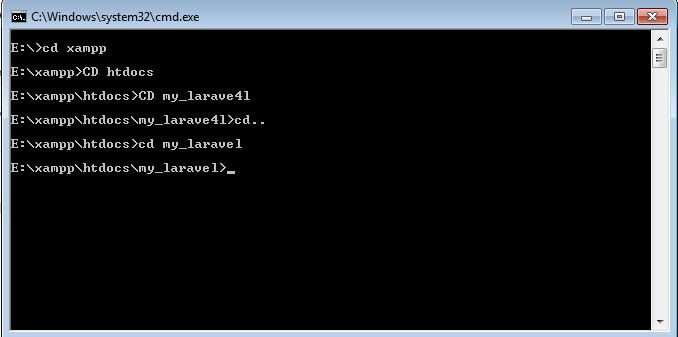 C:\Windows\system32\cmd.exe
E:\>cd xampp
E:\xampp>CD htdocs
E:\xampp\htdocs>CD my_larave4l
E:\xampp\htdocs\my_larave4l>cd..
E:\xampp\htdocs>cd my_laravel
E:\xampp\htdocs\my_laravel>_